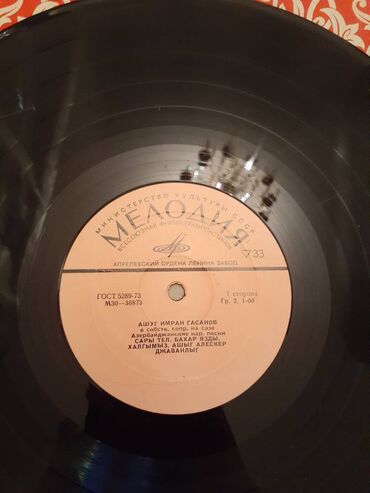 МИНИСТЕРСТВО КУЛЬТУРЫ СССР
МЕЛОДИЯ
ВСЕСОЮЗНАЯ ФИРМА ГРАМПЛАСТИНОК
33
АПРЕЛЕВСКИЙ ОРДЕНА ЛЕНИНА ЗАВОД
ГОСТ 5289-73
М30—36873
1 сторона
Гр. 2. 1-00
АШУГ ИМРАН ГАСАНОВ
в собств. сопр. на сазе
Азербайджанские нар. песни
САРЫ ТЕЛ, БАХАР ЯЗДЫ,
ХАЛГЫМЫЗ, АШЫГ АЛЕСКЕР
ДЖАВАНЛЫГ